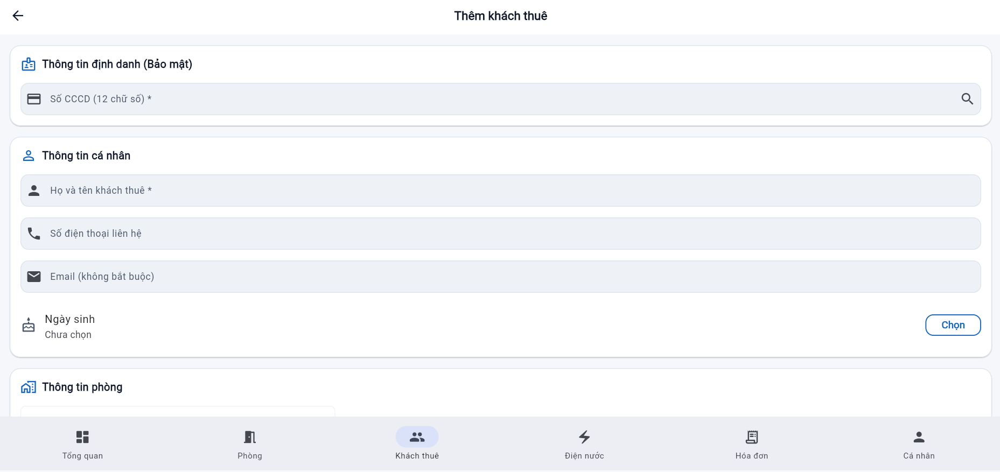 Thêm khách thuê
Thông tin định danh (Bảo mật)
Số CCCD (12 chữ số) *
Thông tin cá nhân
Họ và tên khách thuê *
Số điện thoại liên hệ
Email (không bắt buộc)
Ngày sinh
Chưa chọn
Chọn
Thông tin phòng
Tổng quan
Phòng
Khách thuê
Điện nước
Hóa đơn
Cá nhân